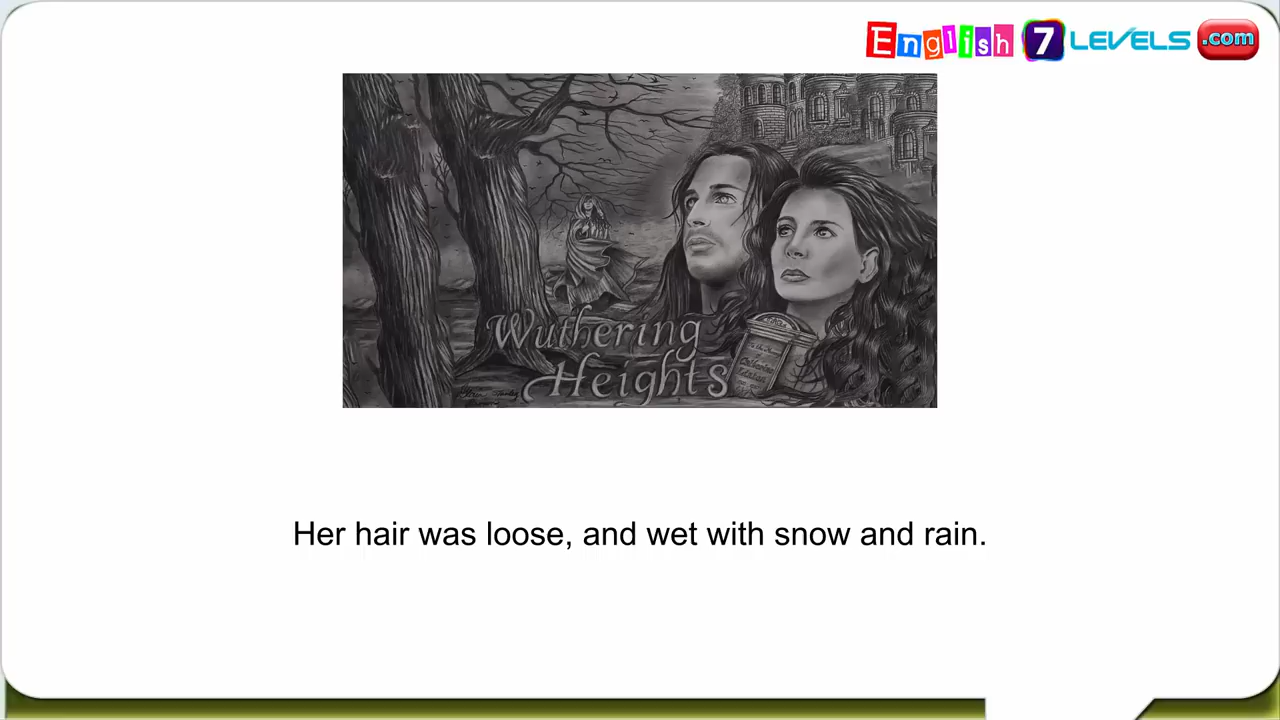 English 7 LEVELS .com
Wuthering
Heights
Her hair was loose, and wet with snow and rain.